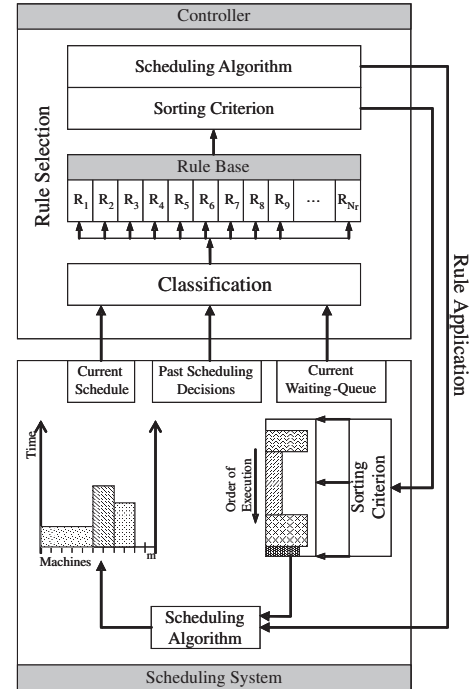 Controller
Scheduling Algorithm
Sorting Criterion
Rule Selection
Rule Base
R1 R2 R3 R4 R5 R6 R7 R8 R9 ... RNr
Classification
Rule Application
Current
Schedule
Past Scheduling
Decisions
Current
Waiting-Queue
Time
Machines
m
Order of
Execution
Sorting
Criterion
Scheduling
Algorithm
Scheduling System